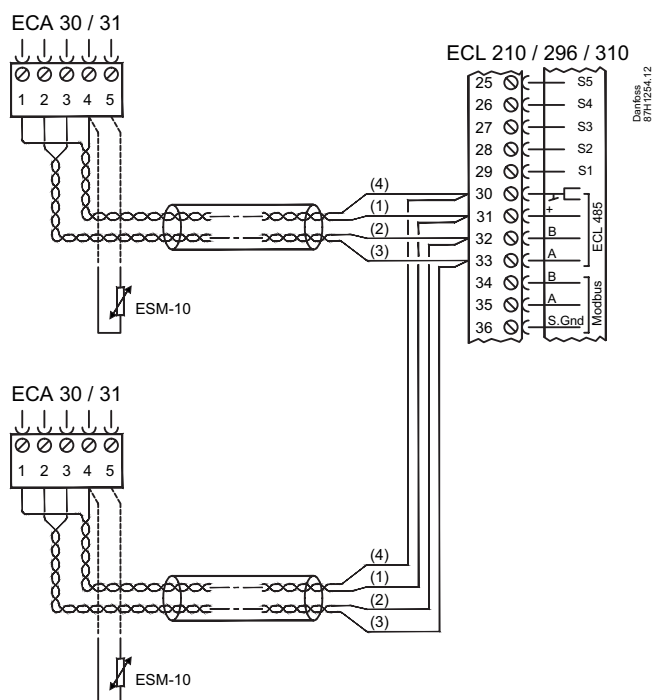 ECA 30 / 31
1 2 3 4 5
ESM-10
(4)
(1)
(2)
(3)
ECL 210 / 296 / 310
25 S5
26 S4
27 S3
28 S2
29 S1
30
31 +
32 B
33 A
34 B
35 A
36 S.Gnd
ECL 485
Modbus
Danfoss
87H1254.12
ECA 30 / 31
1 2 3 4 5
ESM-10
(4)
(1)
(2)
(3)